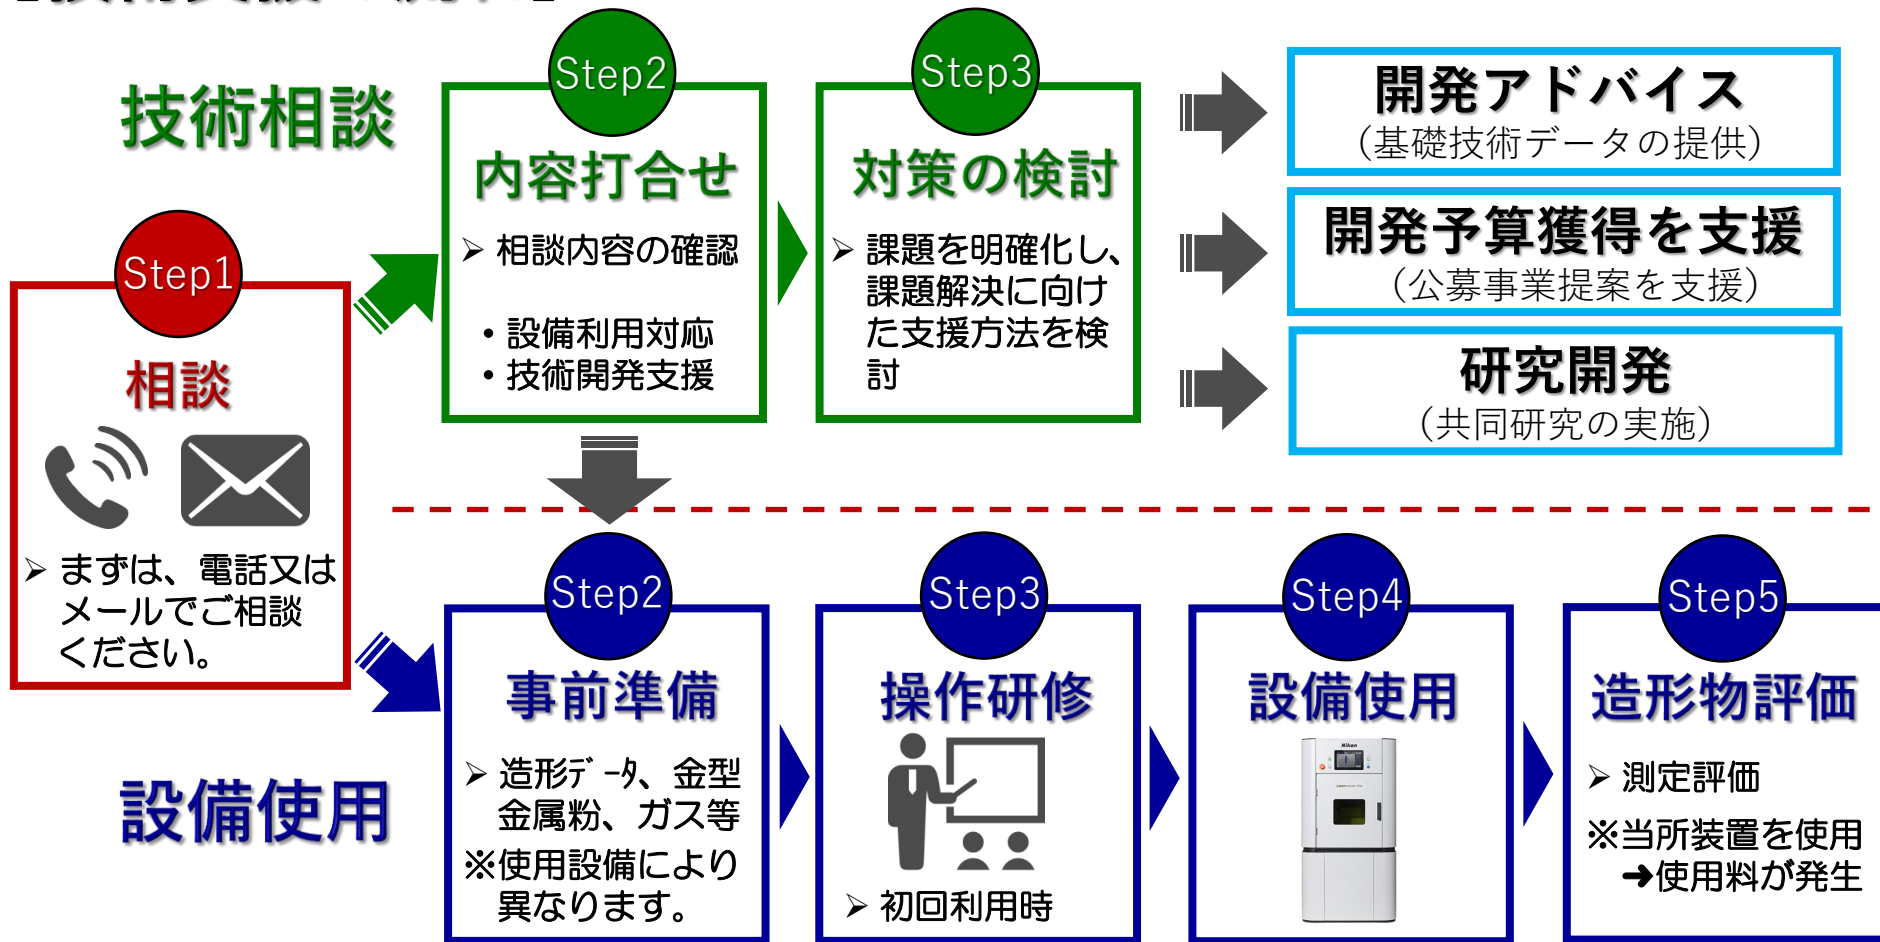 技術相談
Step1
相談
➢ まずは、電話又は
メールでご相談
ください。
Step2
内容打合せ
➢ 相談内容の確認
・設備利用対応
・技術開発支援
Step3
対策の検討
➢ 課題を明確化し、
課題解決に向け
た支援方法を検
討
開発アドバイス
（基礎技術データの提供）
開発予算獲得を支援
（公募事業提案を支援）
研究開発
（共同研究の実施）
設備使用
Step2
事前準備
➢ 造形ﾃﾞｰﾀ、金型
金属粉、ガス等
※使用設備により
異なります。
Step3
操作研修
➢ 初回利用時
Step4
設備使用
Nikon
Step5
造形物評価
➢ 測定評価
※当所装置を使用
➜使用料が発生